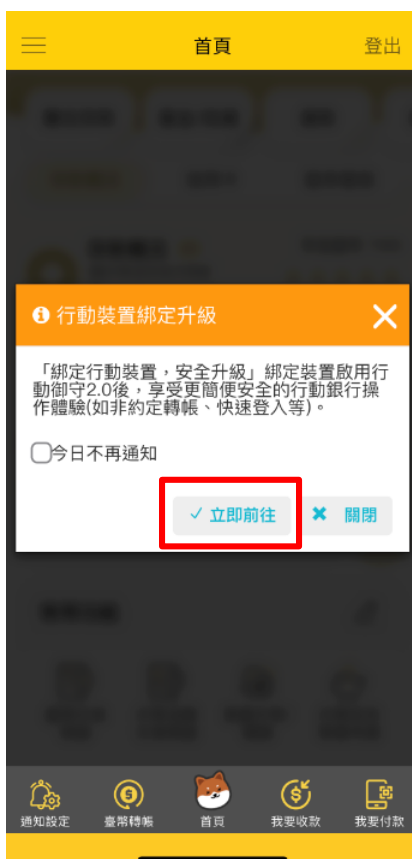 首頁
登出
行動裝置綁定升級
「綁定行動裝置,安全升級」綁定裝置啟用行
動御守2.0後,享受更簡便安全的行動銀行操
作體驗(如非約定轉帳、快速登入等)。
今日不再通知
立即前往
關閉
通知設定
臺幣轉帳
首頁
我要收款
我要付款